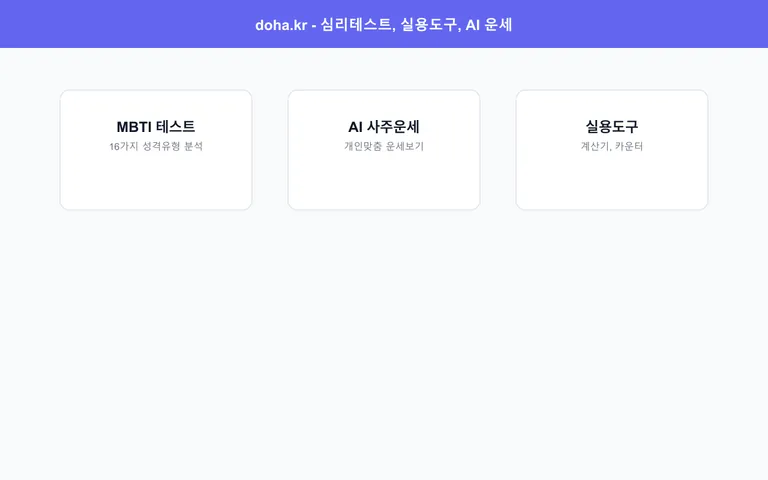 doha.kr - 심리테스트, 실용도구, AI 운세
MBTI 테스트
16가지 성격유형 분석
AI 사주운세
개인맞춤 운세보기
실용도구
계산기, 카운터